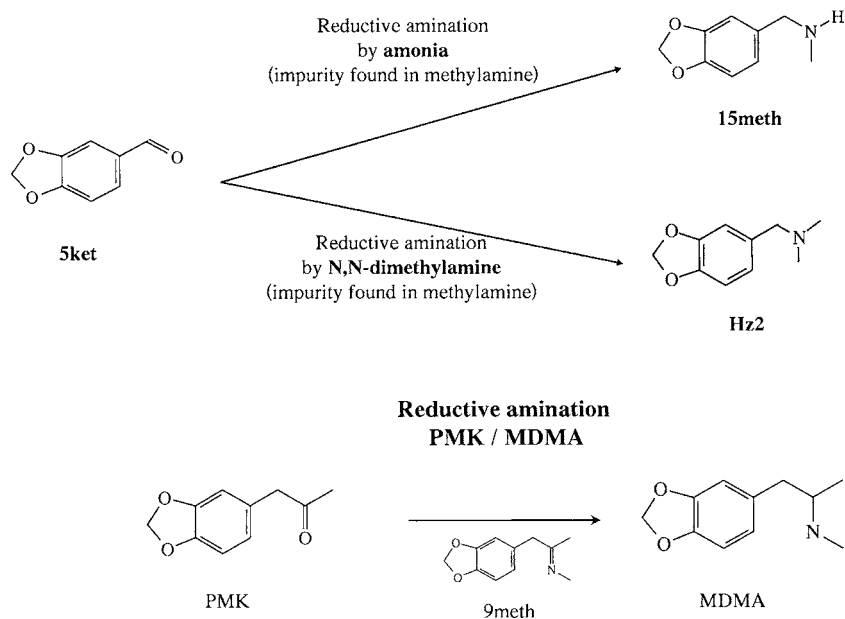 Reductive amination
by amonia
(impurity found in methylamine)
O
O
N
H
15meth
O
O
O
5ket
Reductive amination
by N,N-dimethylamine
(impurity found in methylamine)
O
O
N
Hz2
Reductive amination
PMK / MDMA
O
O
O
PMK
O
O
N
9meth
O
O
N
MDMA